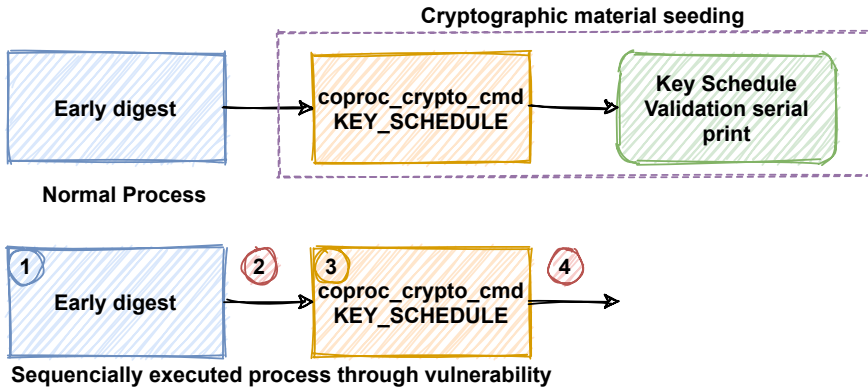 Cryptographic material seeding
Early digest
coproc_crypto_cmd
KEY_SCHEDULE
Key Schedule
Validation serial
print
Normal Process
1
2
3
4
Early digest
coproc_crypto_cmd
KEY_SCHEDULE
Sequencially executed process through vulnerability